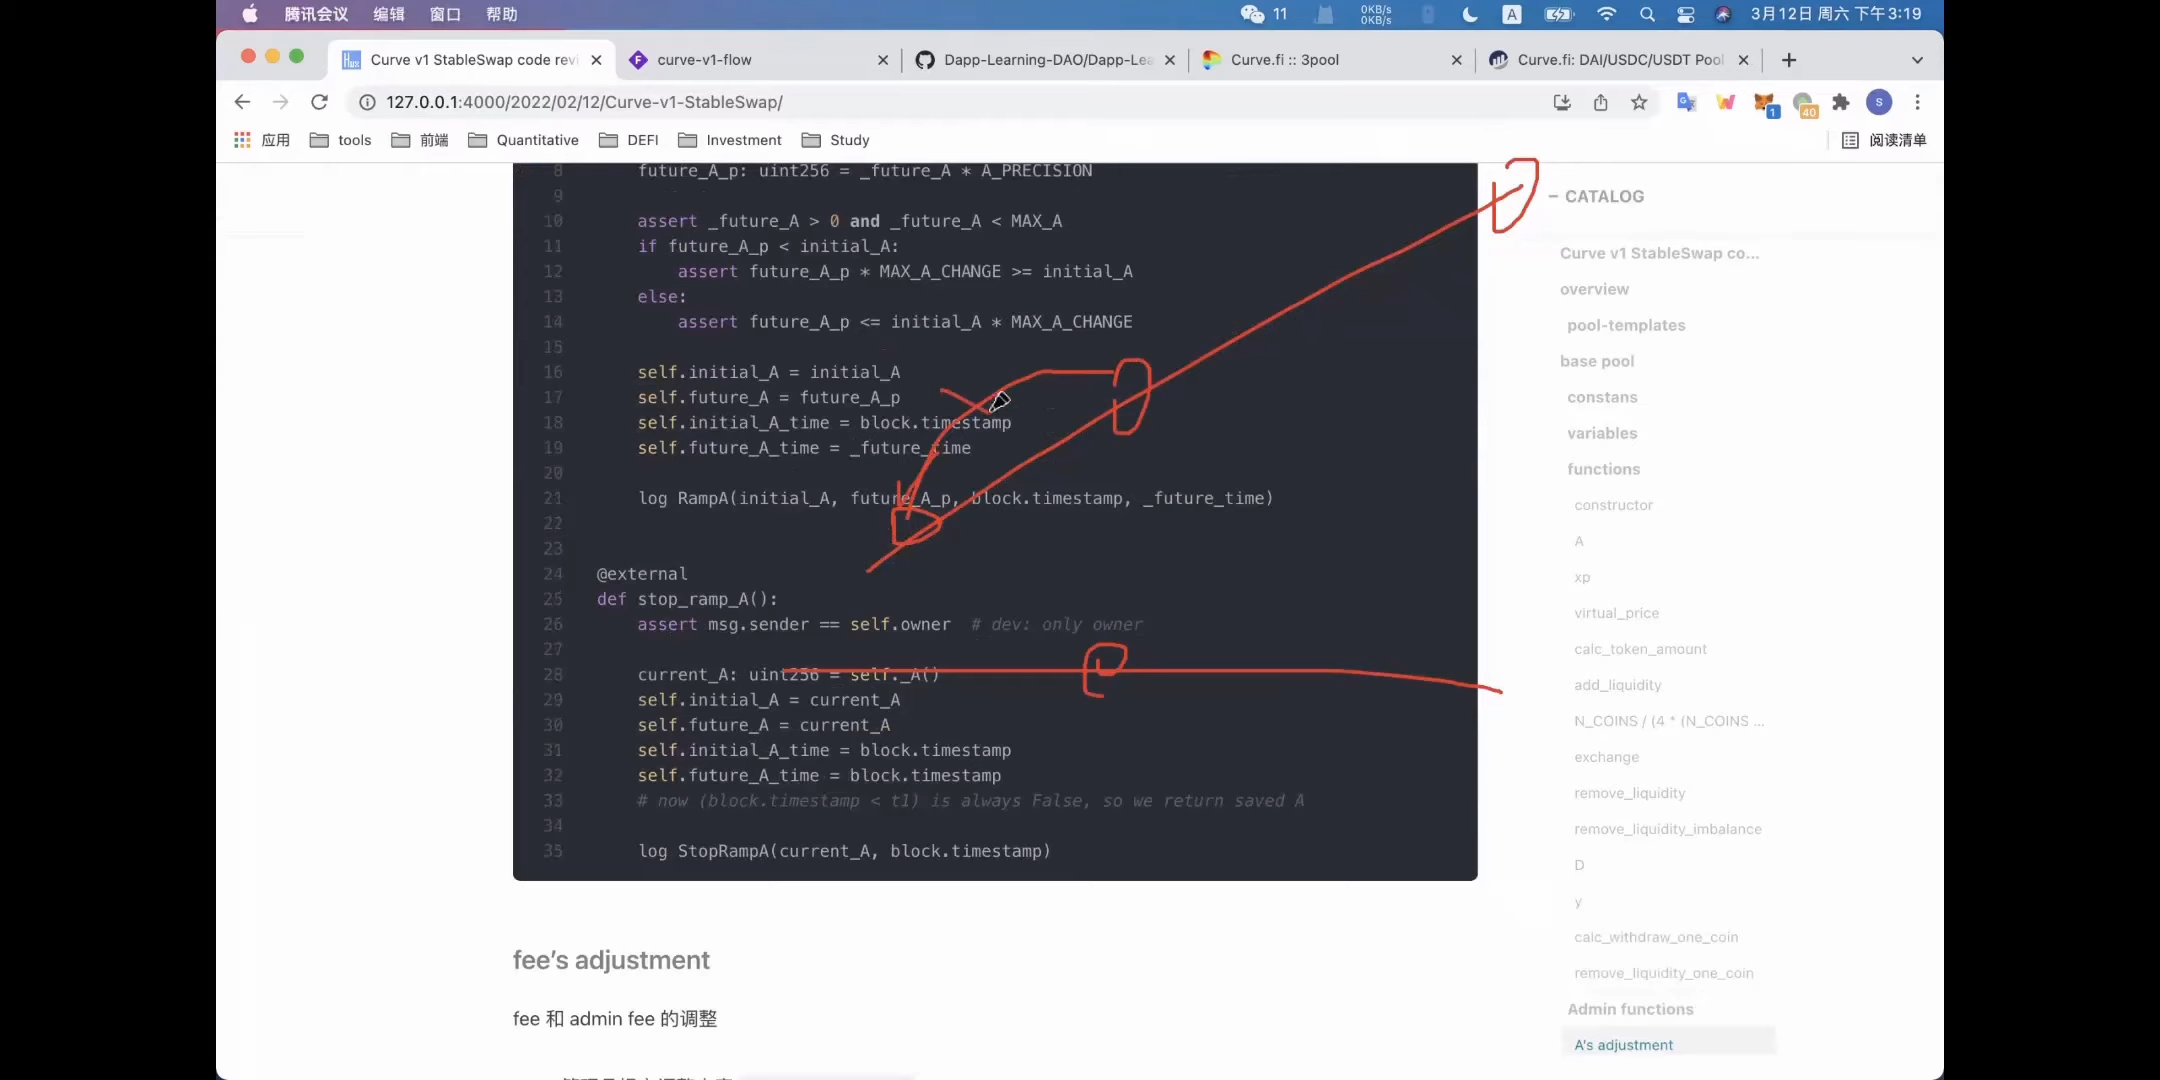 腾讯会议 编辑 窗口 帮助 11 0KB/s 0KB/s A 3月12日 周六 下午3:19
Curve v1 StableSwap code revi curve-v1-flow Dapp-Learning-DAO/Dapp-Lea Curve.fi :: 3pool Curve.fi: DAI/USDC/USDT Pool
127.0.0.1:4000/2022/02/12/Curve-v1-StableSwap/ 1 40 S
应用 tools 前端 Quantitative DEFI Investment Study 阅读清单
8 future_A_p: uint256 = _future_A * A_PRECISION
9
10 assert _future_A > 0 and _future_A < MAX_A
11 if future_A_p < initial_A:
12 assert future_A_p * MAX_A_CHANGE >= initial_A
13 else:
14 assert future_A_p <= initial_A * MAX_A_CHANGE
15
16 self.initial_A = initial_A
17 self.future_A = future_A_p
18 self.initial_A_time = block.timestamp
19 self.future_A_time = _future_time
20
21 log RampA(initial_A, future_A_p, block.timestamp, _future_time)
22
23
24 @external
25 def stop_ramp_A():
26 assert msg.sender == self.owner # dev: only owner
27
28 current_A: uint256 = self._A()
29 self.initial_A = current_A
30 self.future_A = current_A
31 self.initial_A_time = block.timestamp
32 self.future_A_time = block.timestamp
33 # now (block.timestamp < t1) is always False, so we return saved A
34
35 log StopRampA(current_A, block.timestamp)
fee’s adjustment
fee 和 admin fee 的调整
− CATALOG
Curve v1 StableSwap co...
overview
pool-templates
base pool
constans
variables
functions
constructor
A
xp
virtual_price
calc_token_amount
add_liquidity
N_COINS / (4 * (N_COINS ...
exchange
remove_liquidity
remove_liquidity_imbalance
D
y
calc_withdraw_one_coin
remove_liquidity_one_coin
Admin functions
A's adjustment